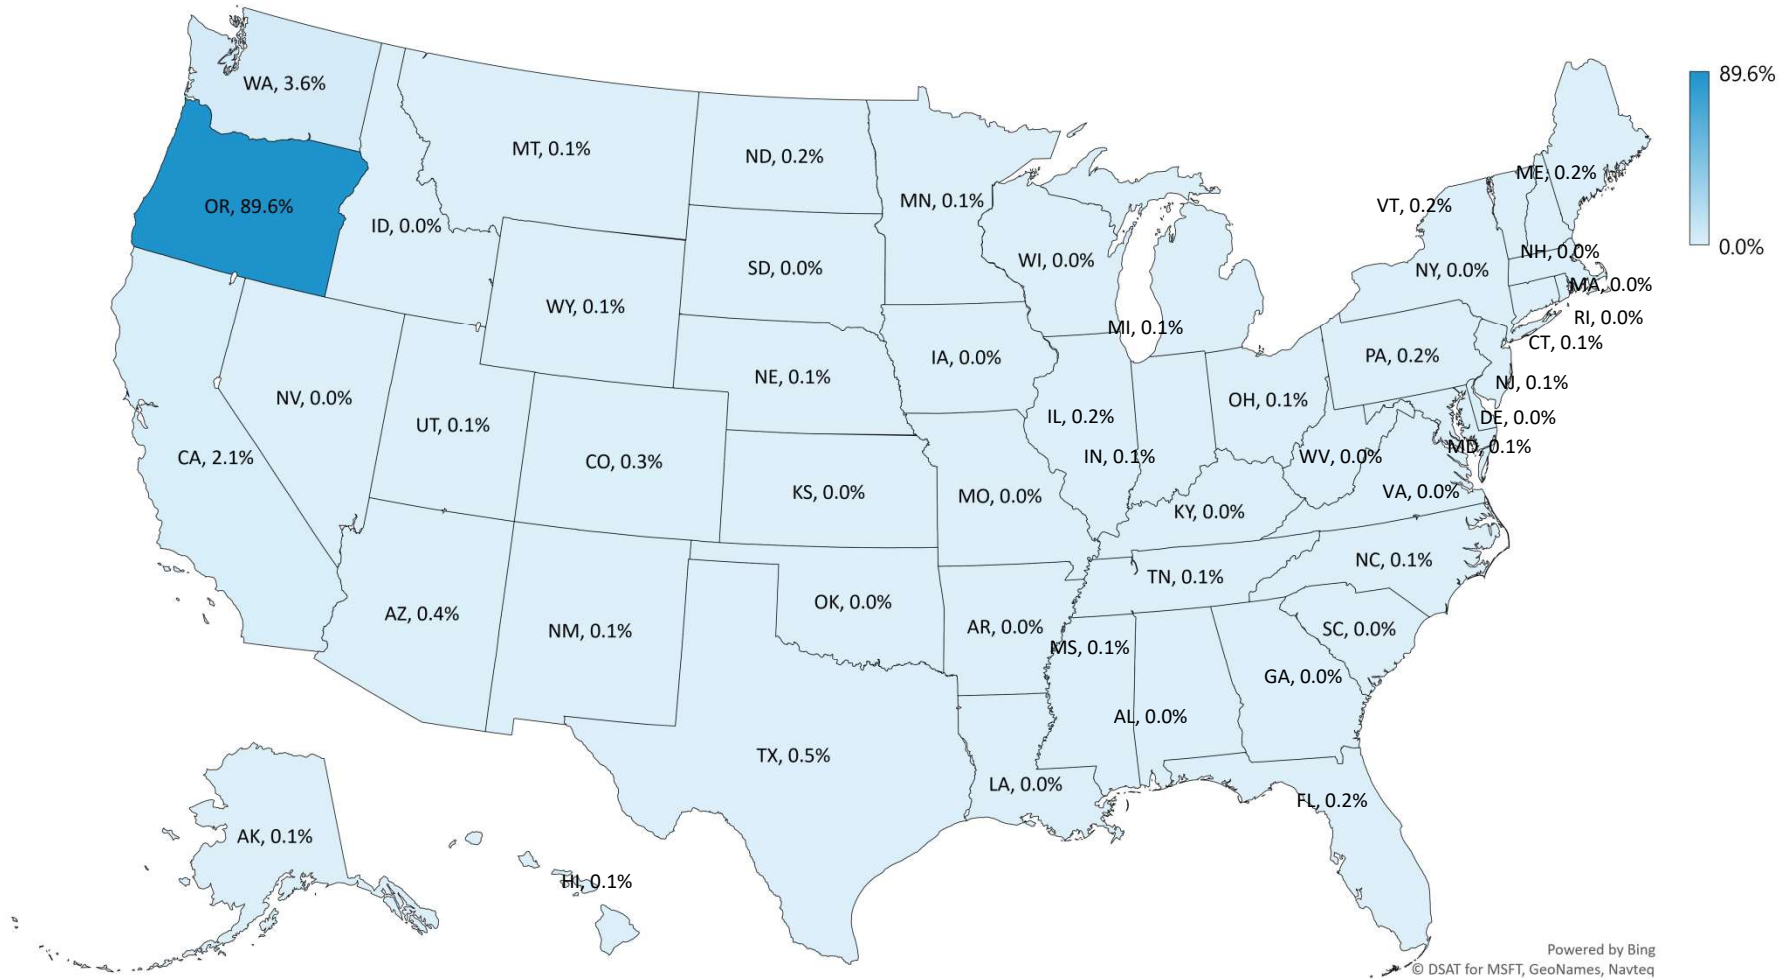 WA, 3.6%
89.6%
MT, 0.1%
ND, 0.2%
ME, 0.2%
MN, 0.1%
OR, 89.6%
VT, 0.2%
ID, 0.0%
0.0%
NH, 0.0%
WI, 0.0%
SD, 0.0%
NY, 0.0%
MA, 0.0%
WY, 0.1%
RI, 0.0%
MI, 0.1%
CT, 0.1%
IA, 0.0%
PA, 0.2%
NE, 0.1%
NJ, 0.1%
NV, 0.0%
OH, 0.1%
IL, 0.2%
DE, 0.0%
UT, 0.1%
MD, 0.1%
CA, 2.1%
CO, 0.3%
IN, 0.1%
WV, 0.0%
KS, 0.0%
MO, 0.0%
VA, 0.0%
KY, 0.0%
NC, 0.1%
TN, 0.1%
OK, 0.0%
AZ, 0.4%
NM, 0.1%
AR, 0.0%
SC, 0.0%
MS, 0.1%
GA, 0.0%
AL, 0.0%
TX, 0.5%
LA, 0.0%
FL, 0.2%
AK, 0.1%
HI, 0.1%
Powered by Bing
© DSAT for MSFT, GeoNames, Navteq